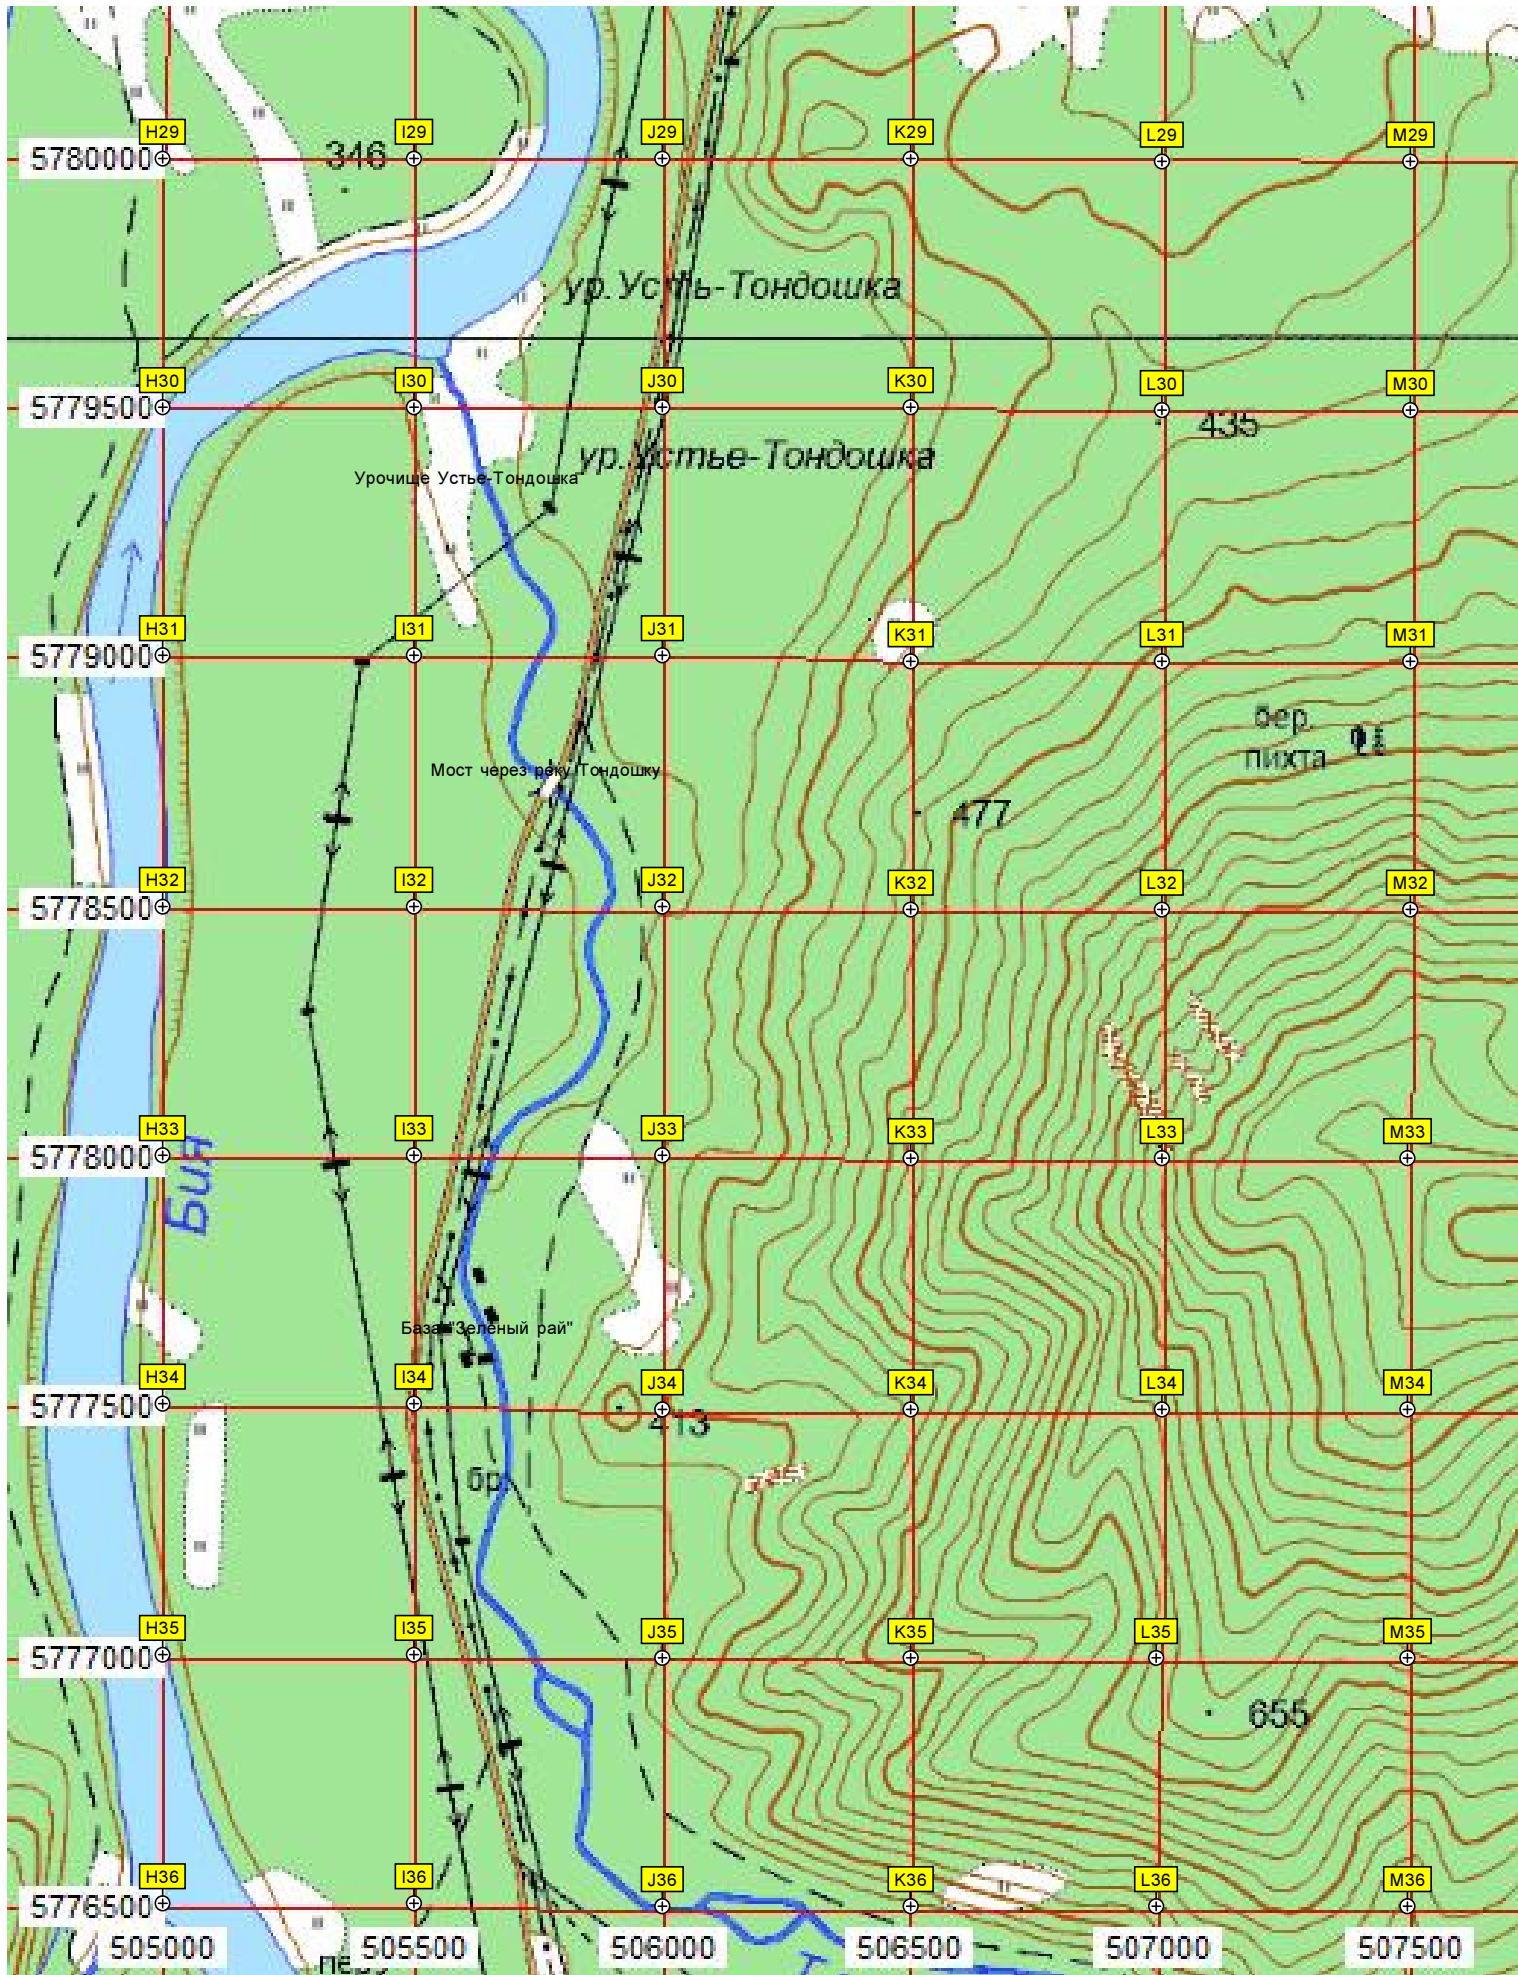 H29 I29 J29 K29 L29 M29
5780000
346
ур.Усть-Тондошка
H30 I30 J30 K30 L30 M30
5779500
435
ур.Устье-Тондошка
Урочище Устье-Тондошка
H31 I31 J31 K31 L31 M31
5779000
бер.
пихта
Мост через реку Тондошку
477
H32 I32 J32 K32 L32 M32
5778500
H33 I33 J33 K33 L33 M33
5778000
Бия
База "Зелёный рай"
H34 I34 J34 K34 L34 M34
5777500
413
бр.
H35 I35 J35 K35 L35 M35
5777000
655
H36 I36 J36 K36 L36 M36
5776500
505000 505500 506000 506500 507000 507500